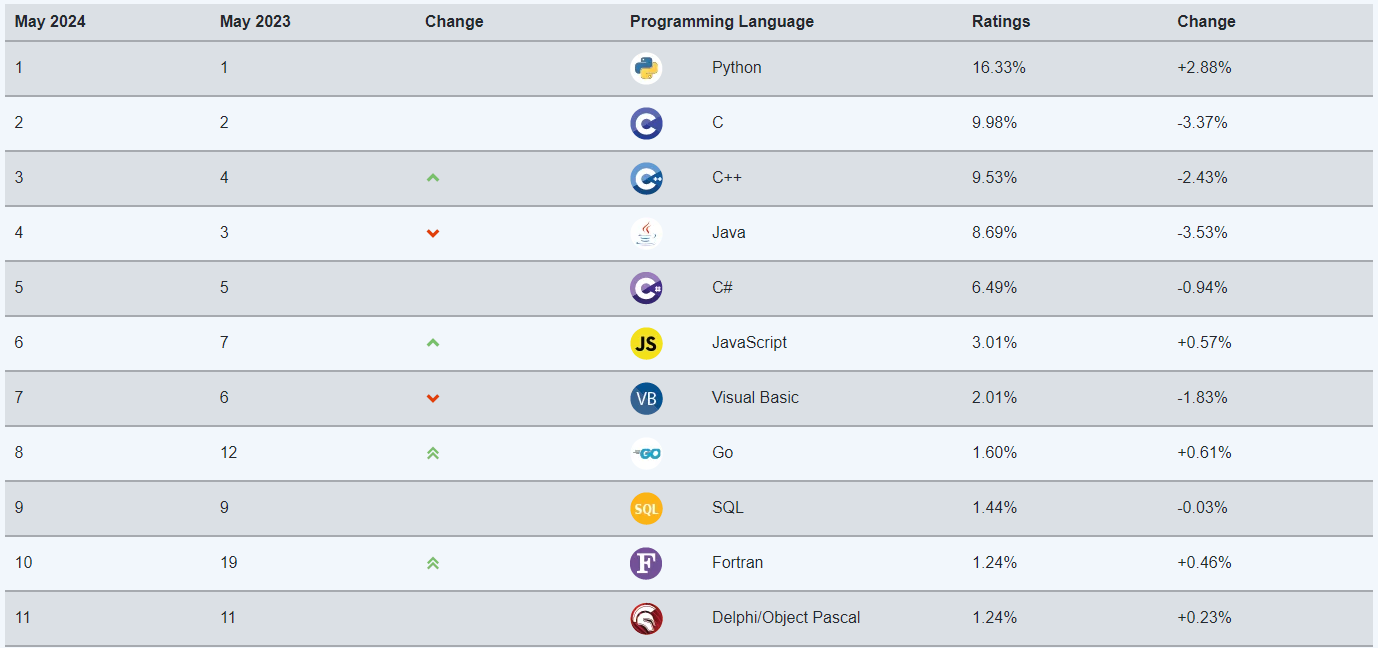 May 2024 May 2023 Change Programming Language Ratings Change
1 1 Python 16.33% +2.88%
2 2 C C 9.98% -3.37%
3 4 C++ C++ 9.53% -2.43%
4 3 Java 8.69% -3.53%
5 5 C# C# 6.49% -0.94%
6 7 JS JavaScript 3.01% +0.57%
7 6 VB Visual Basic 2.01% -1.83%
8 12 GO Go 1.60% +0.61%
9 9 SQL SQL 1.44% -0.03%
10 19 F Fortran 1.24% +0.46%
11 11 Delphi/Object Pascal 1.24% +0.23%